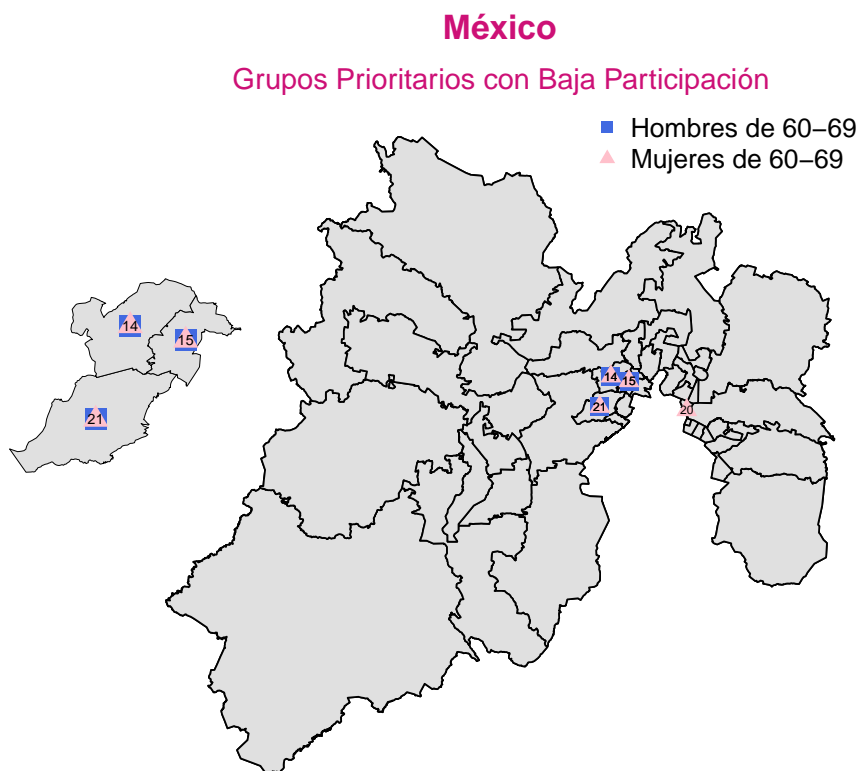 México
Grupos Prioritarios con Baja Participación
Hombres de 60–69
Mujeres de 60–69
14
15
21
14
15
21
20